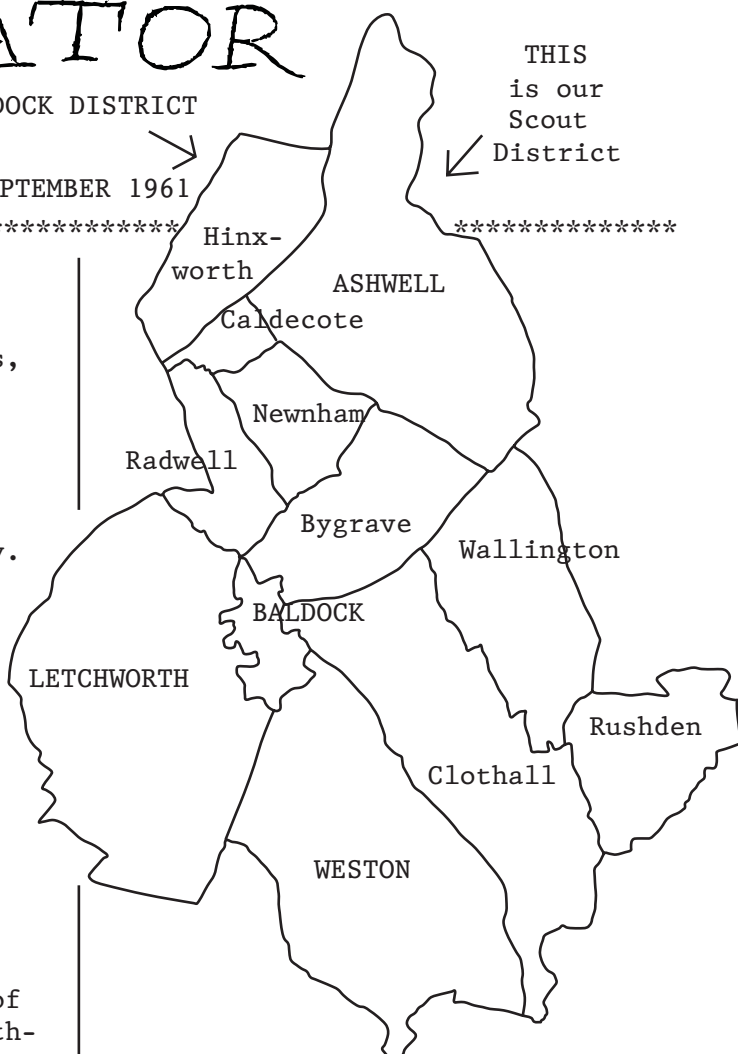 ATOR
THIS
is our
Scout
District
DOCK DISTRICT
PTEMBER 1961
************ **************
Hinx-
worth
ASHWELL
Caldecote
s,
Newnham
Radwell
Bygrave
Wallington
y.
BALDOCK
LETCHWORTH
Rushden
Clothall
WESTON
of
th-